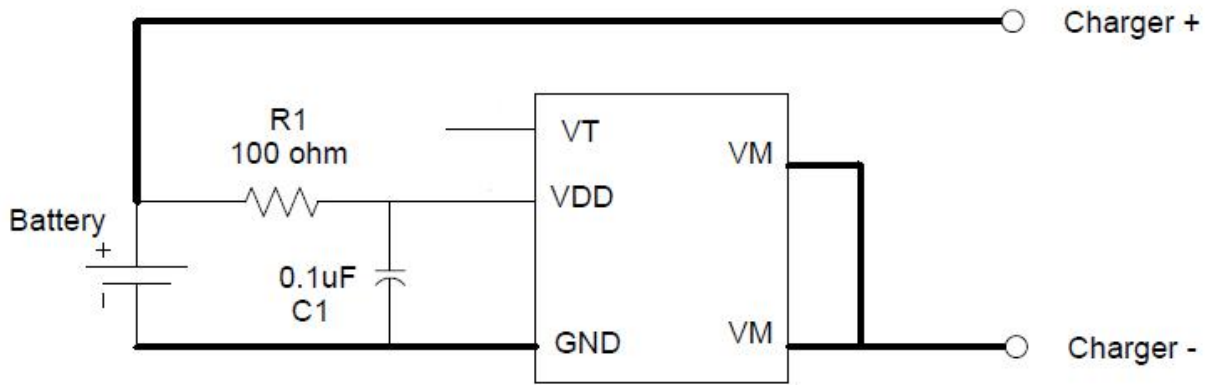 Charger +
R1
100 ohm
VT
VM
VDD
Battery
+
-
0.1uF
C1
GND
VM
Charger -